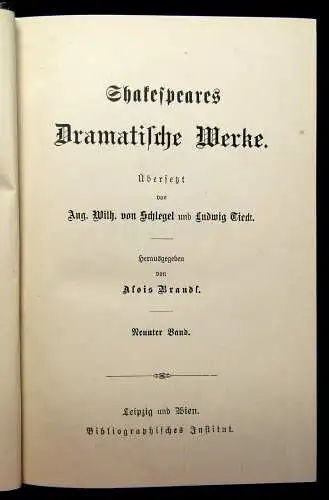 Shakeſpeares
Dramatiſche Werke.
Überſetzt
von
Aug. Wilh. von Schlegel und Ludwig Tieck.
Herausgegeben
von
Alois Brandl.
Neunter Band.
Leipzig und Wien.
Bibliographiſches Inſtitut.